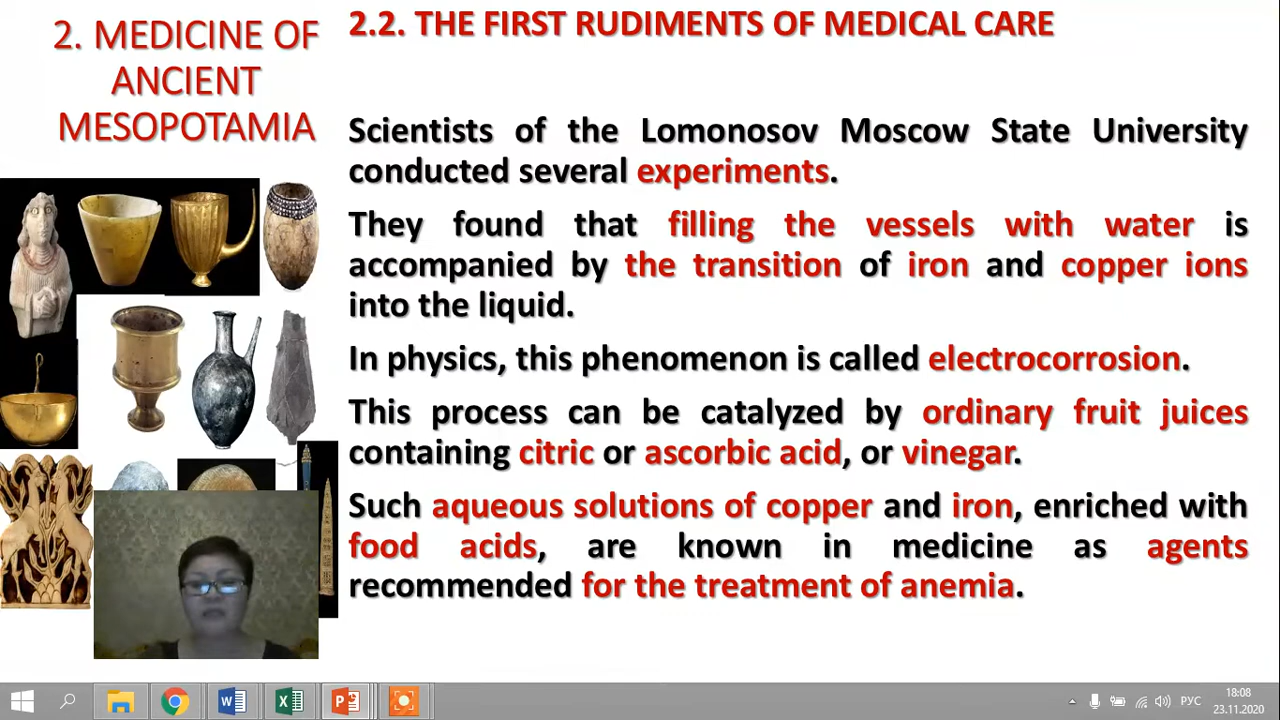 2. MEDICINE OF
ANCIENT
MESOPOTAMIA
2.2. THE FIRST RUDIMENTS OF MEDICAL CARE
Scientists of the Lomonosov Moscow State University
conducted several experiments.
They found that filling the vessels with water is
accompanied by the transition of iron and copper ions
into the liquid.
In physics, this phenomenon is called electrocorrosion.
This process can be catalyzed by ordinary fruit juices
containing citric or ascorbic acid, or vinegar.
Such aqueous solutions of copper and iron, enriched with
food acids, are known in medicine as agents
recommended for the treatment of anemia.
РУС
18:08
23.11.2020